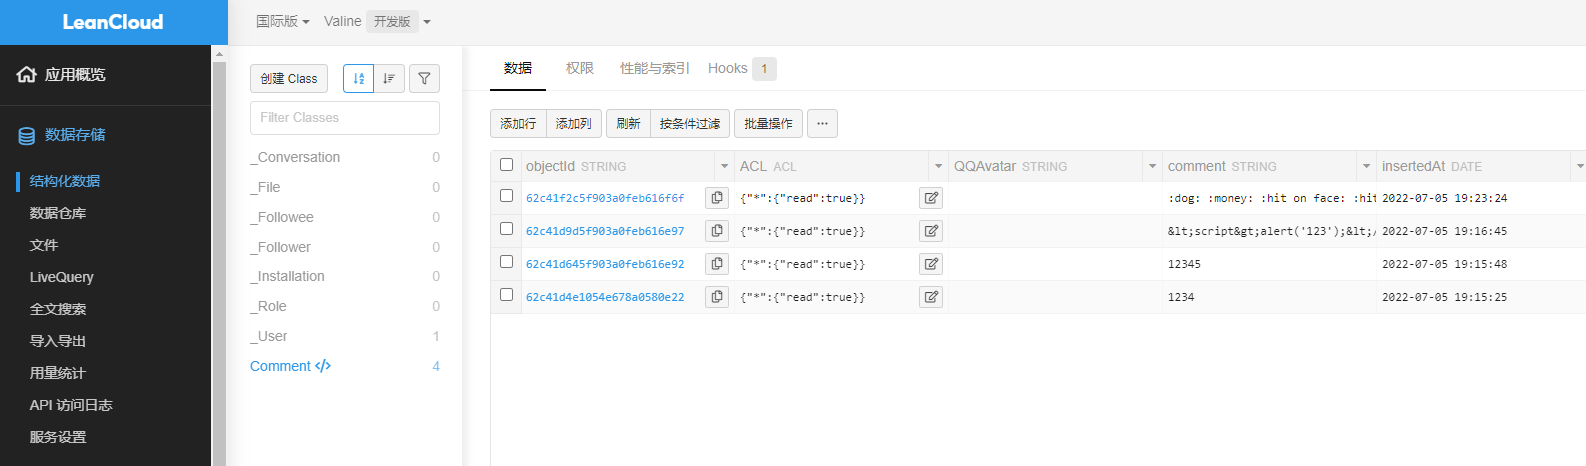 LeanCloud
国际版 Valine 开发版
应用概览
数据存储
结构化数据
数据仓库
文件
LiveQuery
全文搜索
导入导出
用量统计
API 访问日志
服务设置
创建 Class
Filter Classes
_Conversation 0
_File 0
_Followee 0
_Follower 0
_Installation 0
_Role 0
_User 1
Comment </> 4
数据 权限 性能与索引 Hooks 1
添加行 添加列 刷新 按条件过滤 批量操作 ...
objectId STRING ACL ACL QQAvatar STRING comment STRING insertedAt DATE
62c41f2c5f903a0feb616f6f {"*":{"read":true}} :dog: :money: :hit on face: :hit 2022-07-05 19:23:24
62c41d9d5f903a0feb616e97 {"*":{"read":true}} &lt;script&gt;alert('123');&lt;/ 2022-07-05 19:16:45
62c41d645f903a0feb616e92 {"*":{"read":true}} 12345 2022-07-05 19:15:48
62c41d4e1054e678a0580e22 {"*":{"read":true}} 1234 2022-07-05 19:15:25